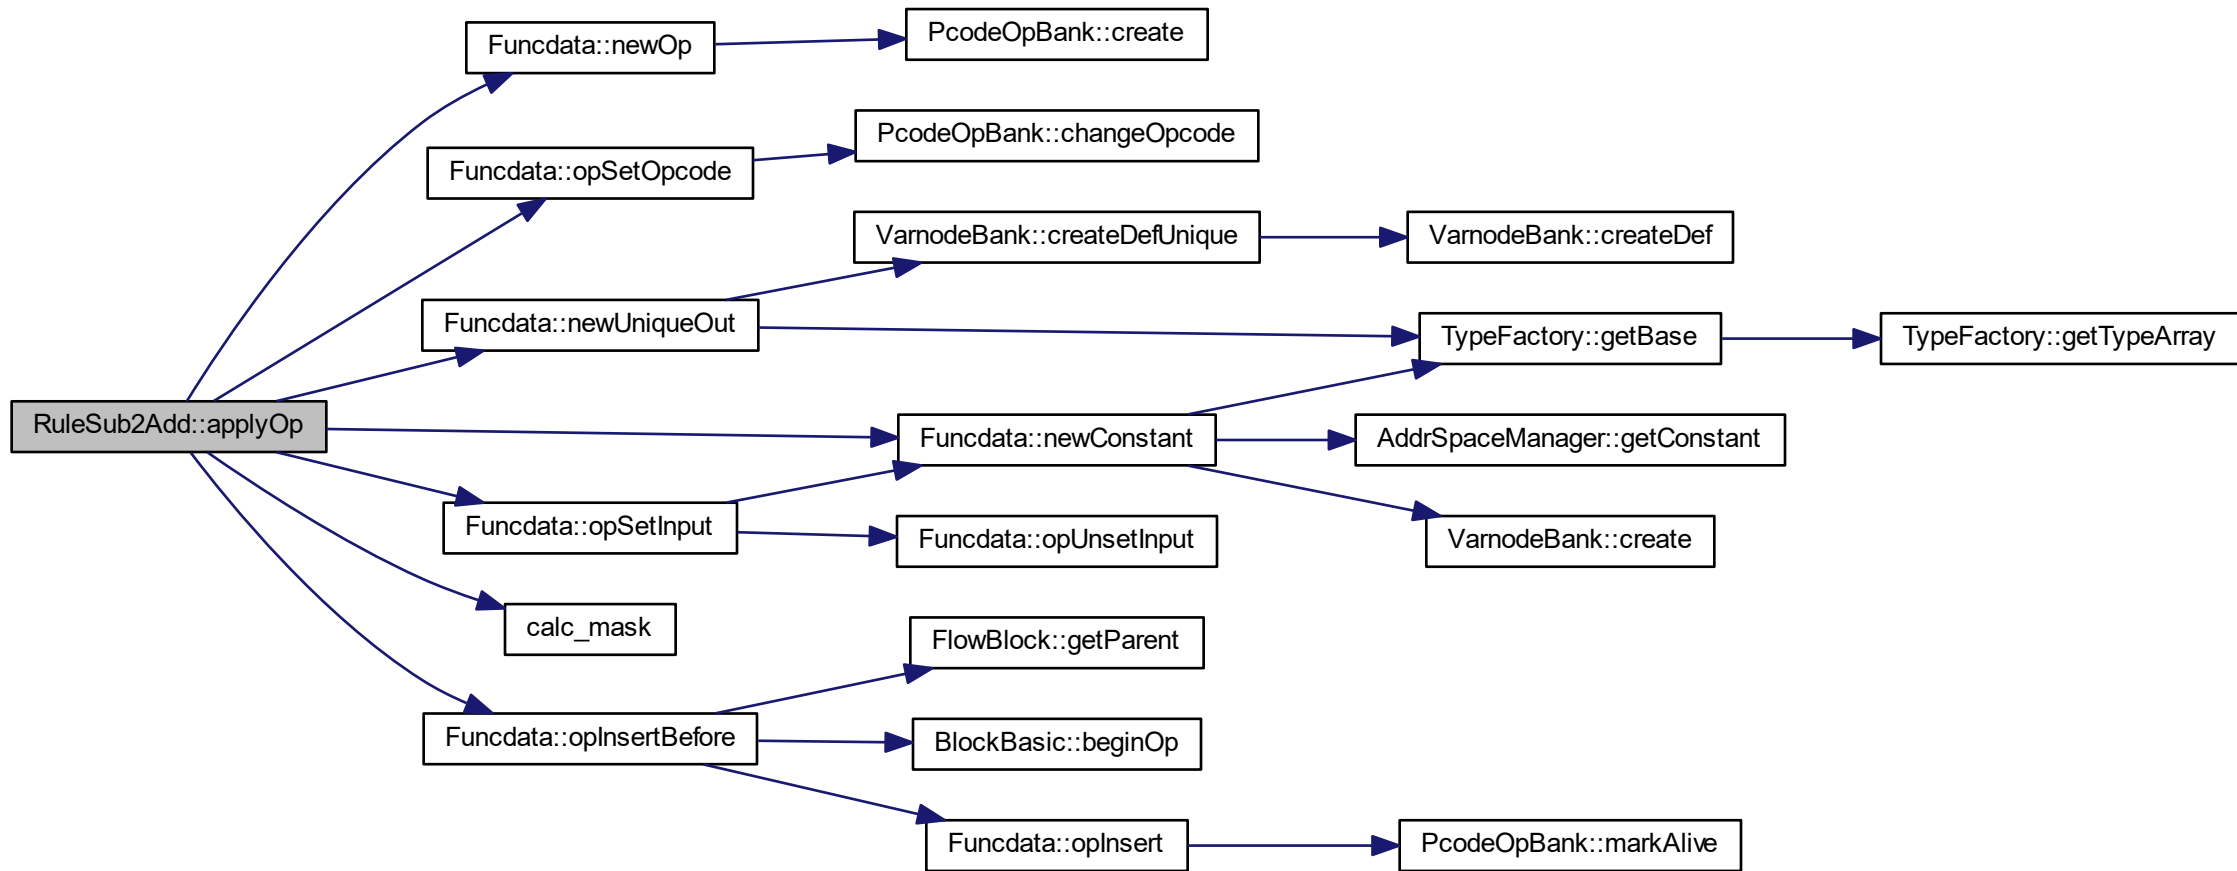 Funcdata::newOp
PcodeOpBank::create
Funcdata::opSetOpcode
PcodeOpBank::changeOpcode
VarnodeBank::createDefUnique
VarnodeBank::createDef
Funcdata::newUniqueOut
TypeFactory::getBase
TypeFactory::getTypeArray
RuleSub2Add::applyOp
Funcdata::newConstant
AddrSpaceManager::getConstant
Funcdata::opSetInput
Funcdata::opUnsetInput
VarnodeBank::create
calc_mask
FlowBlock::getParent
Funcdata::opInsertBefore
BlockBasic::beginOp
Funcdata::opInsert
PcodeOpBank::markAlive